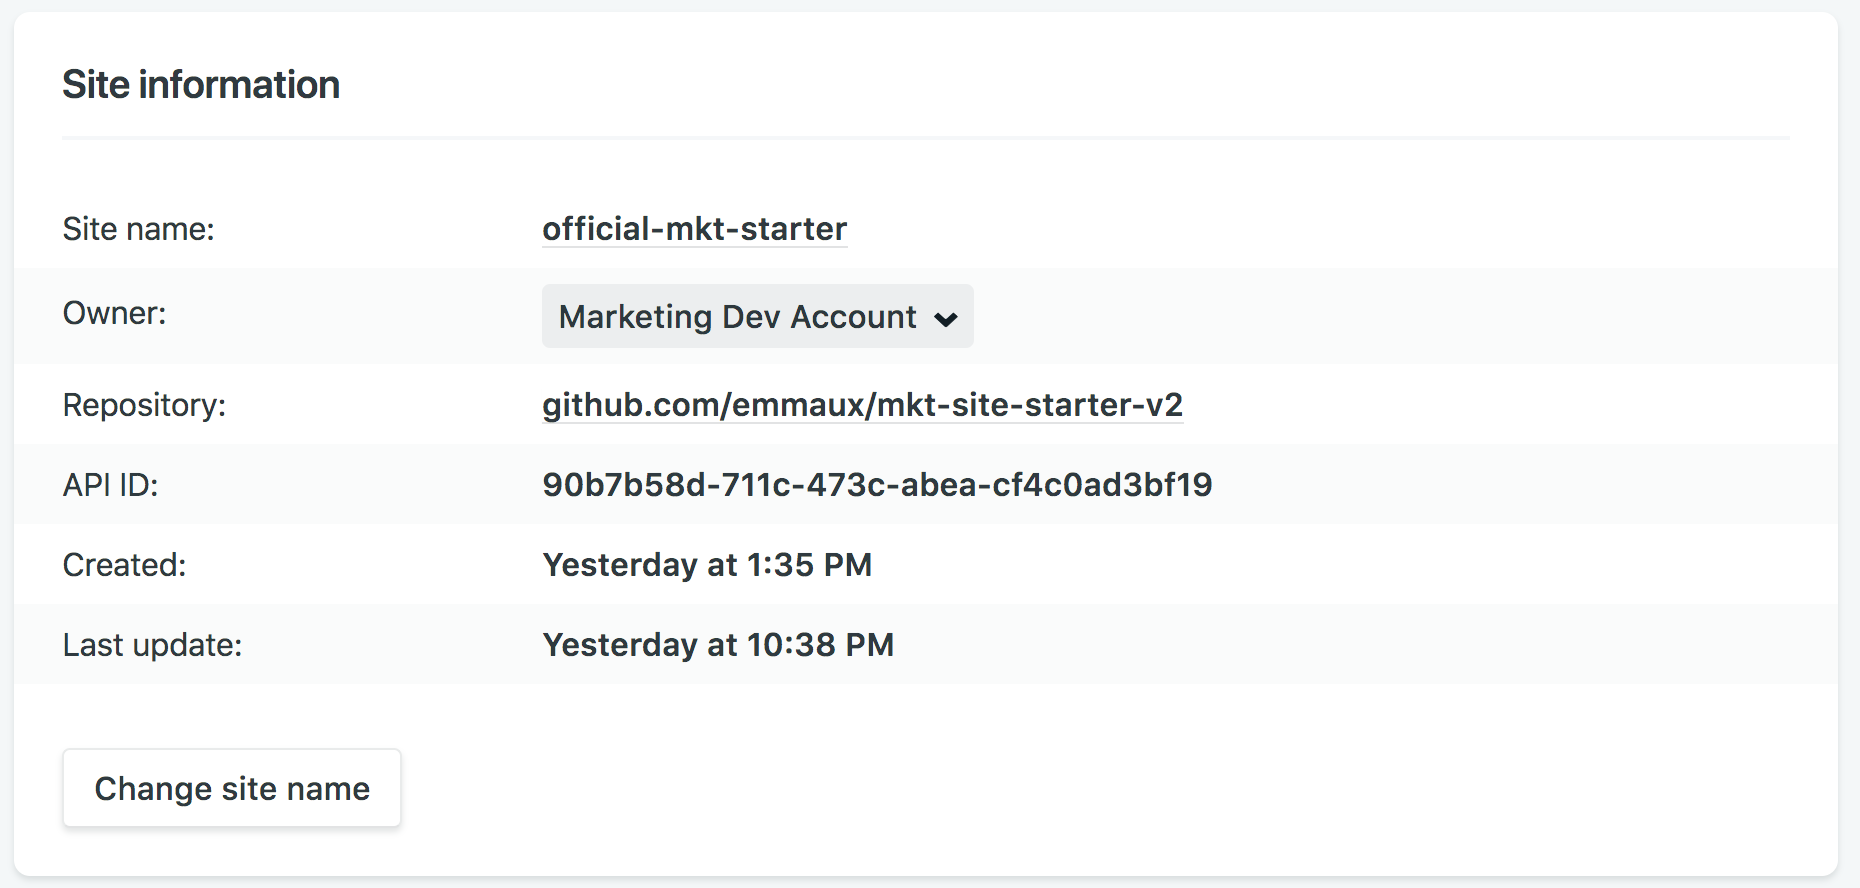 Site information
Site name: official-mkt-starter
Owner: Marketing Dev Account
Repository: github.com/emmaux/mkt-site-starter-v2
API ID: 90b7b58d-711c-473c-abea-cf4c0ad3bf19
Created: Yesterday at 1:35 PM
Last update: Yesterday at 10:38 PM
Change site name